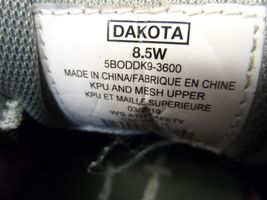 DAKOTA
8.5W
5BODDK9-3600
MADE IN CHINA/FABRIQUE EN CHINE
KPU AND MESH UPPER
KPU ET MAILLE SUPERIEURE